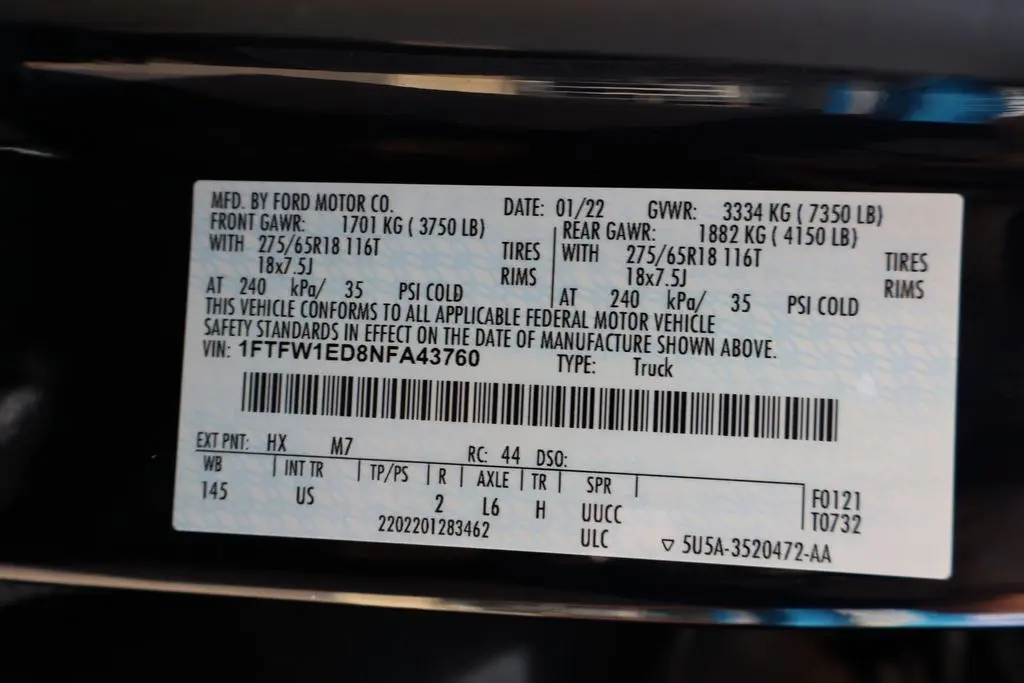 MFD. BY FORD MOTOR CO. DATE: 01/22 GVWR: 3334 KG ( 7350 LB)
FRONT GAWR: 1701 KG ( 3750 LB) REAR GAWR: 1882 KG ( 4150 LB)
WITH 275/65R18 116T TIRES WITH 275/65R18 116T TIRES
18x7.5J RIMS 18x7.5J RIMS
AT 240 kPa/ 35 PSI COLD AT 240 kPa/ 35 PSI COLD
THIS VEHICLE CONFORMS TO ALL APPLICABLE FEDERAL MOTOR VEHICLE
SAFETY STANDARDS IN EFFECT ON THE DATE OF MANUFACTURE SHOWN ABOVE.
VIN: 1FTFW1ED8NFA43760 TYPE: Truck
EXT PNT: HX M7 RC: 44 DSO:
WB INT TR TP/PS R AXLE TR SPR F0121
145 US 2 L6 H UUCC T0732
2202201283462 ULC ▽ 5U5A-3520472-AA